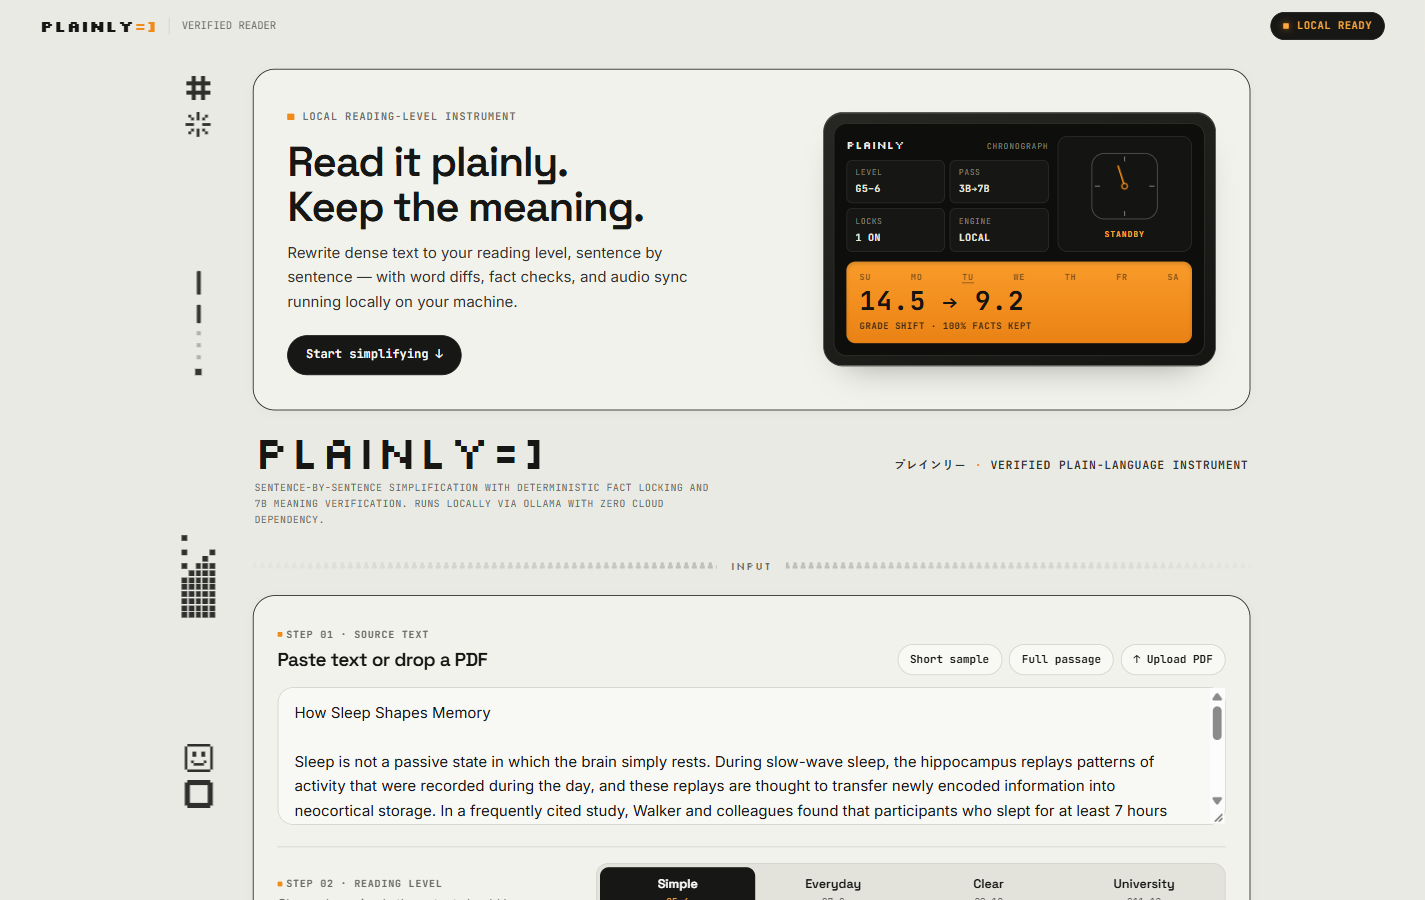 PLAINLY=] VERIFIED READER
LOCAL READY
LOCAL READING-LEVEL INSTRUMENT
Read it plainly.
Keep the meaning.
Rewrite dense text to your reading level, sentence by
sentence — with word diffs, fact checks, and audio sync
running locally on your machine.
Start simplifying ↓
PLAINLY CHRONOGRAPH
LEVEL
G5–6
PASS
3B→7B
LOCKS
1 ON
ENGINE
LOCAL
STANDBY
SU MO TU WE TH FR SA
14.5 → 9.2
GRADE SHIFT · 100% FACTS KEPT
PLAINLY=]
プレインリー · VERIFIED PLAIN-LANGUAGE INSTRUMENT
SENTENCE-BY-SENTENCE SIMPLIFICATION WITH DETERMINISTIC FACT LOCKING AND
7B MEANING VERIFICATION. RUNS LOCALLY VIA OLLAMA WITH ZERO CLOUD
DEPENDENCY.
INPUT
STEP 01 · SOURCE TEXT
Paste text or drop a PDF
Short sample
Full passage
↑ Upload PDF
How Sleep Shapes Memory
Sleep is not a passive state in which the brain simply rests. During slow-wave sleep, the hippocampus replays patterns of
activity that were recorded during the day, and these replays are thought to transfer newly encoded information into
neocortical storage. In a frequently cited study, Walker and colleagues found that participants who slept for at least 7 hours
STEP 02 · READING LEVEL
Simple
Everyday
Clear
University